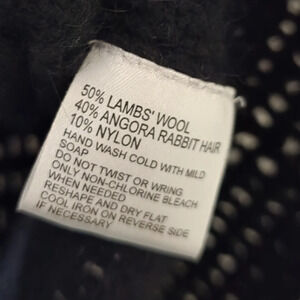 50% LAMBS' WOOL
40% ANGORA RABBIT HAIR
10% NYLON
HAND WASH COLD WITH MILD
SOAP
DO NOT TWIST OR WRING
ONLY NON-CHLORINE BLEACH
WHEN NEEDED
RESHAPE AND DRY FLAT
COOL IRON ON REVERSE SIDE
IF NECESSARY